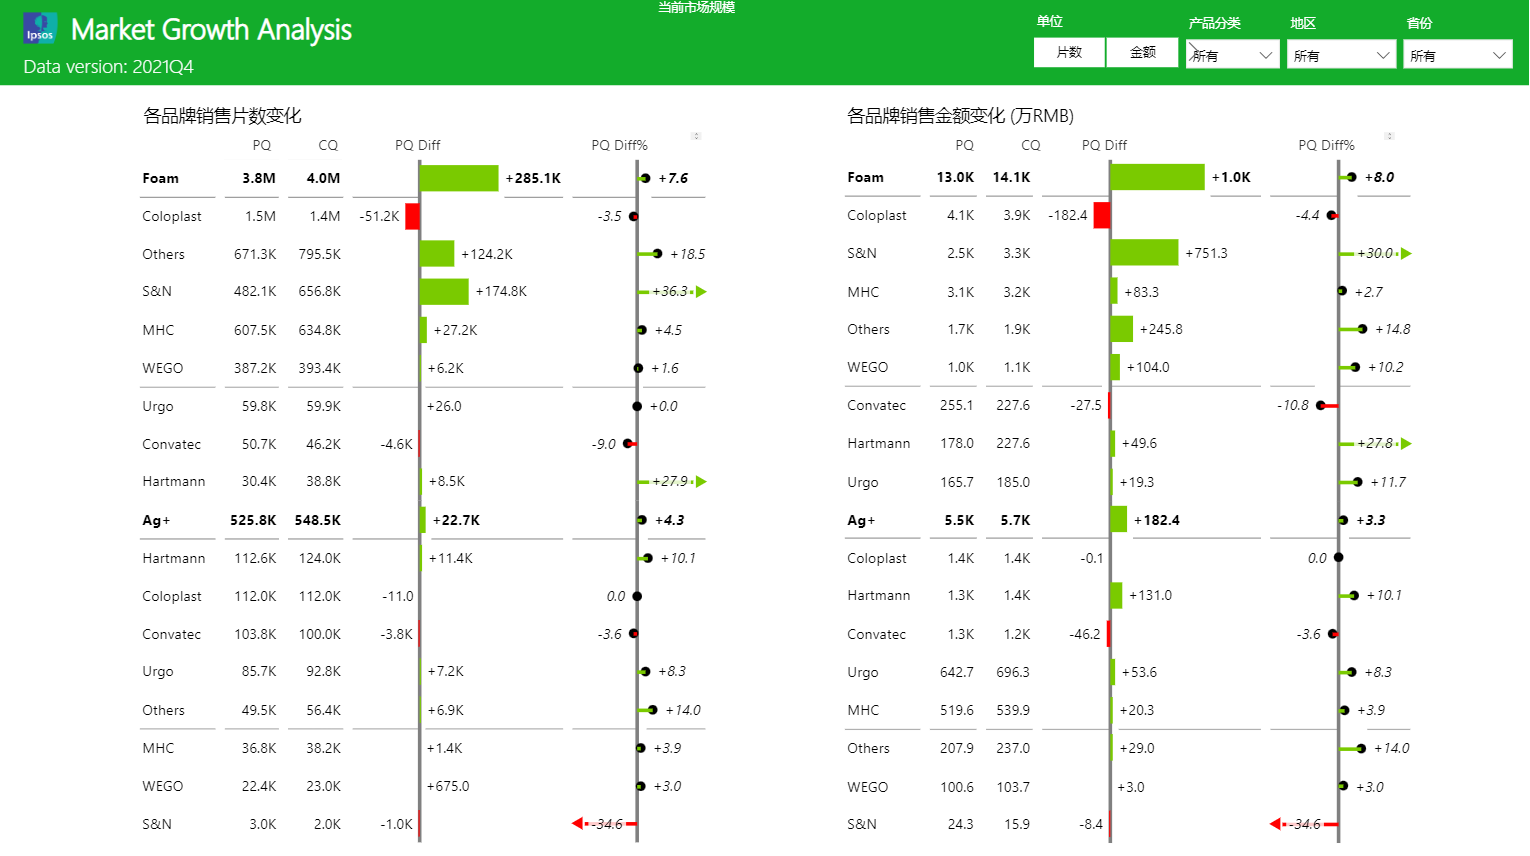 当前市场规模
Ipsos
Market Growth Analysis
Data version: 2021Q4
单位
产品分类
地区
省份
片数
金额
所有
所有
所有
各品牌销售片数变化
PQ CQ PQ Diff PQ Diff%
Foam 3.8M 4.0M +285.1K +7.6
Coloplast 1.5M 1.4M -51.2K -3.5
Others 671.3K 795.5K +124.2K +18.5
S&N 482.1K 656.8K +174.8K +36.3
MHC 607.5K 634.8K +27.2K +4.5
WEGO 387.2K 393.4K +6.2K +1.6
Urgo 59.8K 59.9K +26.0 +0.0
Convatec 50.7K 46.2K -4.6K -9.0
Hartmann 30.4K 38.8K +8.5K +27.9
Ag+ 525.8K 548.5K +22.7K +4.3
Hartmann 112.6K 124.0K +11.4K +10.1
Coloplast 112.0K 112.0K -11.0 0.0
Convatec 103.8K 100.0K -3.8K -3.6
Urgo 85.7K 92.8K +7.2K +8.3
Others 49.5K 56.4K +6.9K +14.0
MHC 36.8K 38.2K +1.4K +3.9
WEGO 22.4K 23.0K +675.0 +3.0
S&N 3.0K 2.0K -1.0K -34.6
各品牌销售金额变化 (万RMB)
PQ CQ PQ Diff PQ Diff%
Foam 13.0K 14.1K +1.0K +8.0
Coloplast 4.1K 3.9K -182.4 -4.4
S&N 2.5K 3.3K +751.3 +30.0
MHC 3.1K 3.2K +83.3 +2.7
Others 1.7K 1.9K +245.8 +14.8
WEGO 1.0K 1.1K +104.0 +10.2
Convatec 255.1 227.6 -27.5 -10.8
Hartmann 178.0 227.6 +49.6 +27.8
Urgo 165.7 185.0 +19.3 +11.7
Ag+ 5.5K 5.7K +182.4 +3.3
Coloplast 1.4K 1.4K -0.1 0.0
Hartmann 1.3K 1.4K +131.0 +10.1
Convatec 1.3K 1.2K -46.2 -3.6
Urgo 642.7 696.3 +53.6 +8.3
MHC 519.6 539.9 +20.3 +3.9
Others 207.9 237.0 +29.0 +14.0
WEGO 100.6 103.7 +3.0 +3.0
S&N 24.3 15.9 -8.4 -34.6